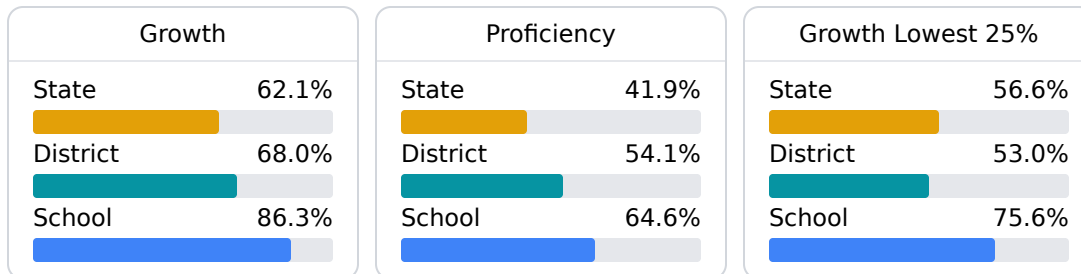 Growth
State 62.1%
District 68.0%
School 86.3%
Proficiency
State 41.9%
District 54.1%
School 64.6%
Growth Lowest 25%
State 56.6%
District 53.0%
School 75.6%